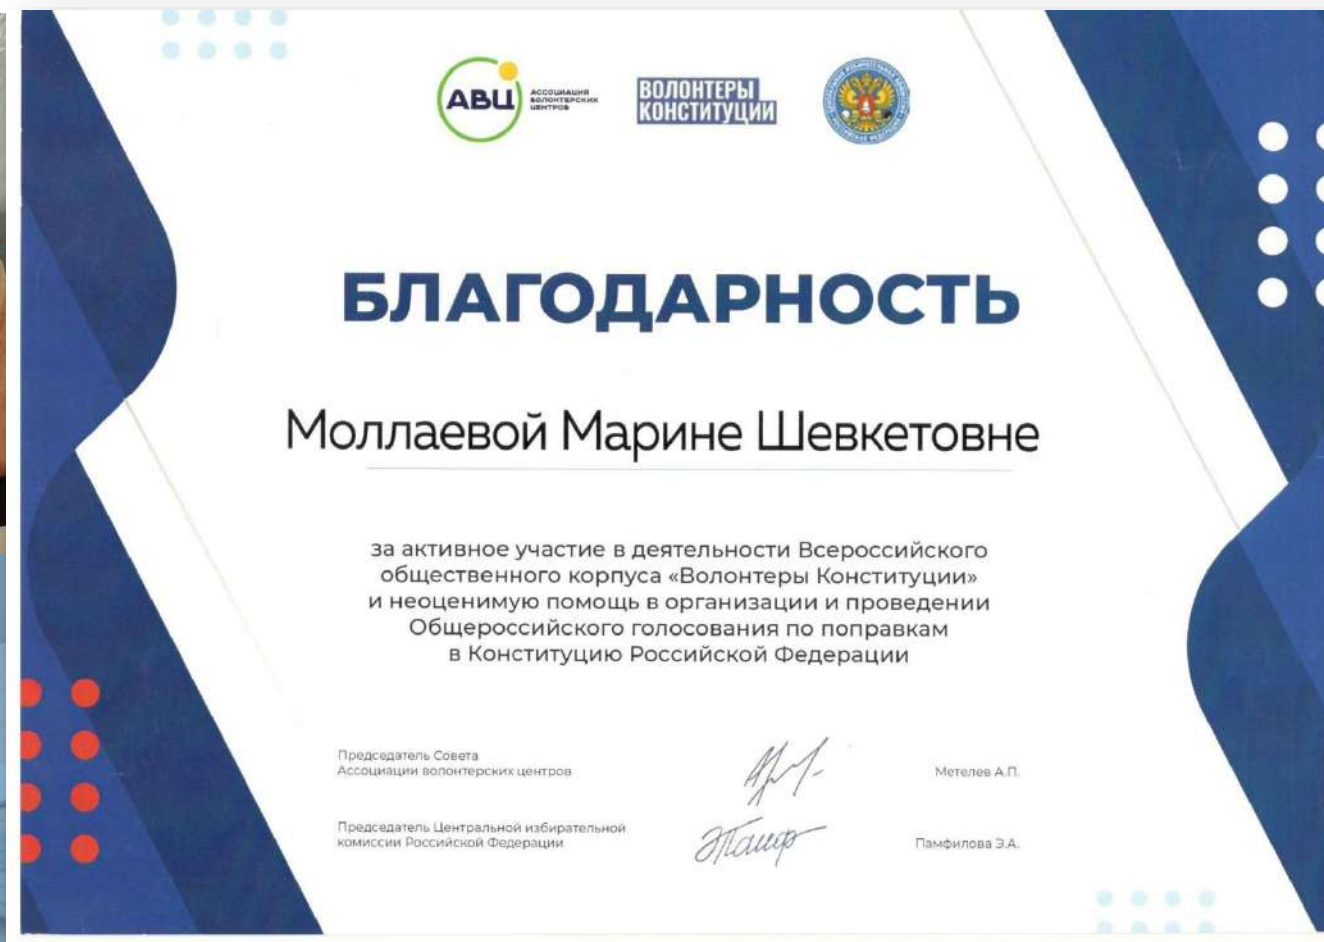 АВЦ
АССОЦИАЦИЯ
ВОЛОНТЕРСКИХ
ЦЕНТРОВ
ВОЛОНТЕРЫ
КОНСТИТУЦИИ
БЛАГОДАРНОСТЬ
Моллаевой Марине Шевкетовне
за активное участие в деятельности Всероссийского
общественного корпуса «Волонтеры Конституции»
и неоценимую помощь в организации и проведении
Общероссийского голосования по поправкам
в Конституцию Российской Федерации
Председатель Совета
Ассоциации волонтерских центров
Метелев А.П.
Председатель Центральной избирательной
комиссии Российской Федерации
Памфилова Э.А.